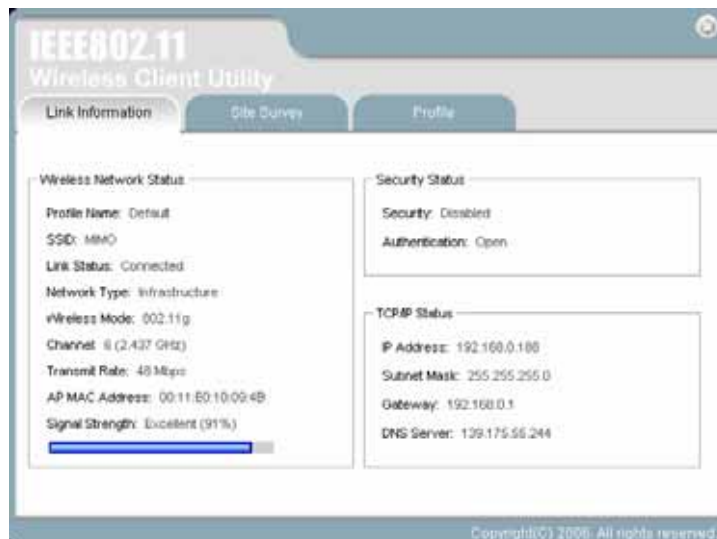 IEEE802.11
Wireless Client Utility
Link Information
Site Survey
Profile
Wireless Network Status
Profile Name: Default
SSID: MIMO
Link Status: Connected
Network Type: Infrastructure
Wireless Mode: 802.11g
Channel: 6 (2.437 GHz)
Transmit Rate: 48 Mbps
AP MAC Address: 00:11:E0:10:09:4B
Signal Strength: Excellent (91%)
Security Status
Security: Disabled
Authentication: Open
TCP/IP Status
IP Address: 192.168.0.188
Subnet Mask: 255.255.255.0
Gateway: 192.168.0.1
DNS Server: 139.175.55.244
Copyright(C) 2006. All rights reserved